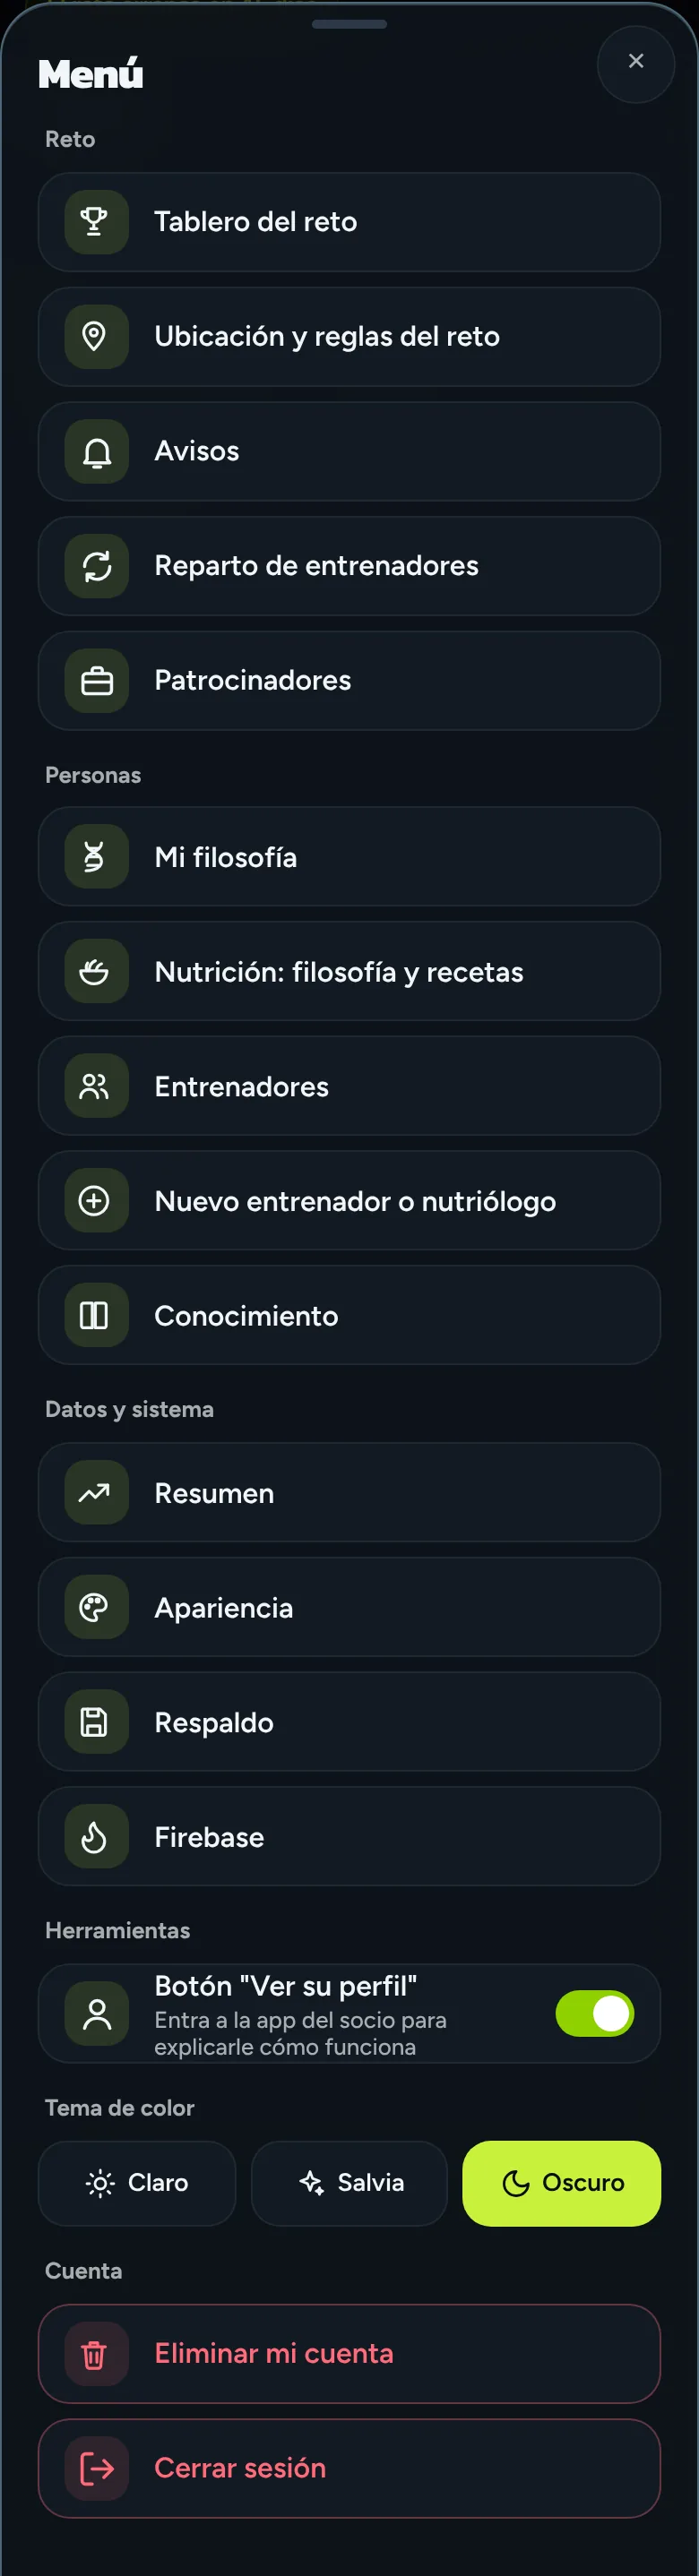 Menú
Reto
Tablero del reto
Ubicación y reglas del reto
Avisos
Reparto de entrenadores
Patrocinadores
Personas
Mi filosofía
Nutrición: filosofía y recetas
Entrenadores
Nuevo entrenador o nutriólogo
Conocimiento
Datos y sistema
Resumen
Apariencia
Respaldo
Firebase
Herramientas
Botón "Ver su perfil"
Entra a la app del socio para
explicarle cómo funciona
Tema de color
Claro
Salvia
Oscuro
Cuenta
Eliminar mi cuenta
Cerrar sesión